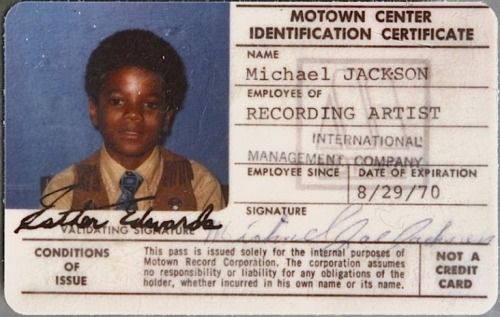 MOTOWN CENTER
IDENTIFICATION CERTIFICATE
NAME
Michael JACKSON
EMPLOYEE OF
RECORDING ARTIST
INTERNATIONAL
MANAGEMENT COMPANY
EMPLOYEE SINCE
DATE OF EXPIRATION
8/29/70
SIGNATURE
Esther Edwards
VALIDATING SIGNATURE
CONDITIONS
OF
ISSUE
This pass is issued solely for the internal purposes of
Motown Record Corporation. The corporation assumes
no responsibility or liability for any obligations of the
holder, whether incurred in his own name or its name.
NOT A
CREDIT
CARD